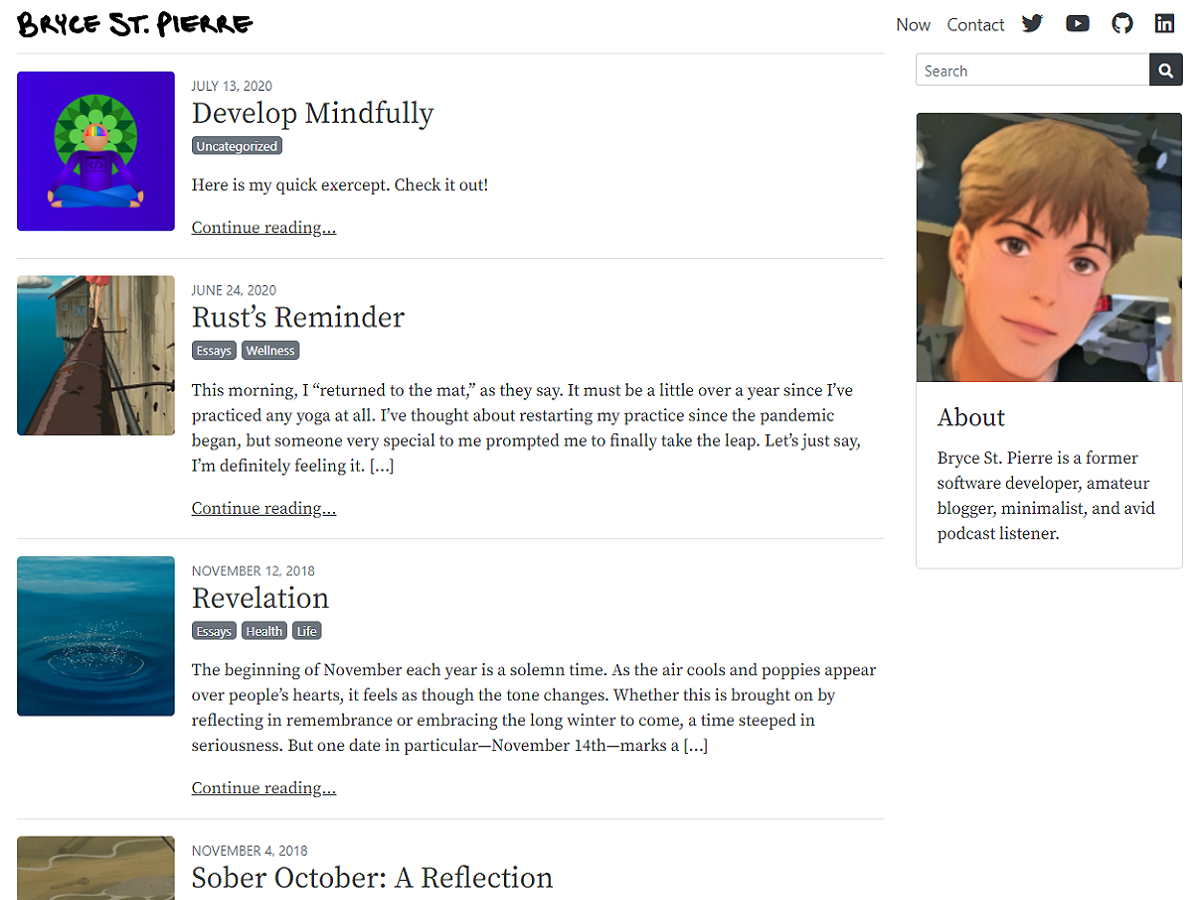 BRYCE ST. PIERRE
Now Contact
Search
JULY 13, 2020
Develop Mindfully
Uncategorized
Here is my quick exercept. Check it out!
Continue reading...
JUNE 24, 2020
Rust’s Reminder
Essays Wellness
This morning, I “returned to the mat,” as they say. It must be a little over a year since I’ve
practiced any yoga at all. I’ve thought about restarting my practice since the pandemic
began, but someone very special to me prompted me to finally take the leap. Let’s just say,
I’m definitely feeling it. [...]
Continue reading...
NOVEMBER 12, 2018
Revelation
Essays Health Life
The beginning of November each year is a solemn time. As the air cools and poppies appear
over people’s hearts, it feels as though the tone changes. Whether this is brought on by
reflecting in remembrance or embracing the long winter to come, a time steeped in
seriousness. But one date in particular—November 14th—marks a [...]
Continue reading...
NOVEMBER 4, 2018
Sober October: A Reflection
About
Bryce St. Pierre is a former
software developer, amateur
blogger, minimalist, and avid
podcast listener.